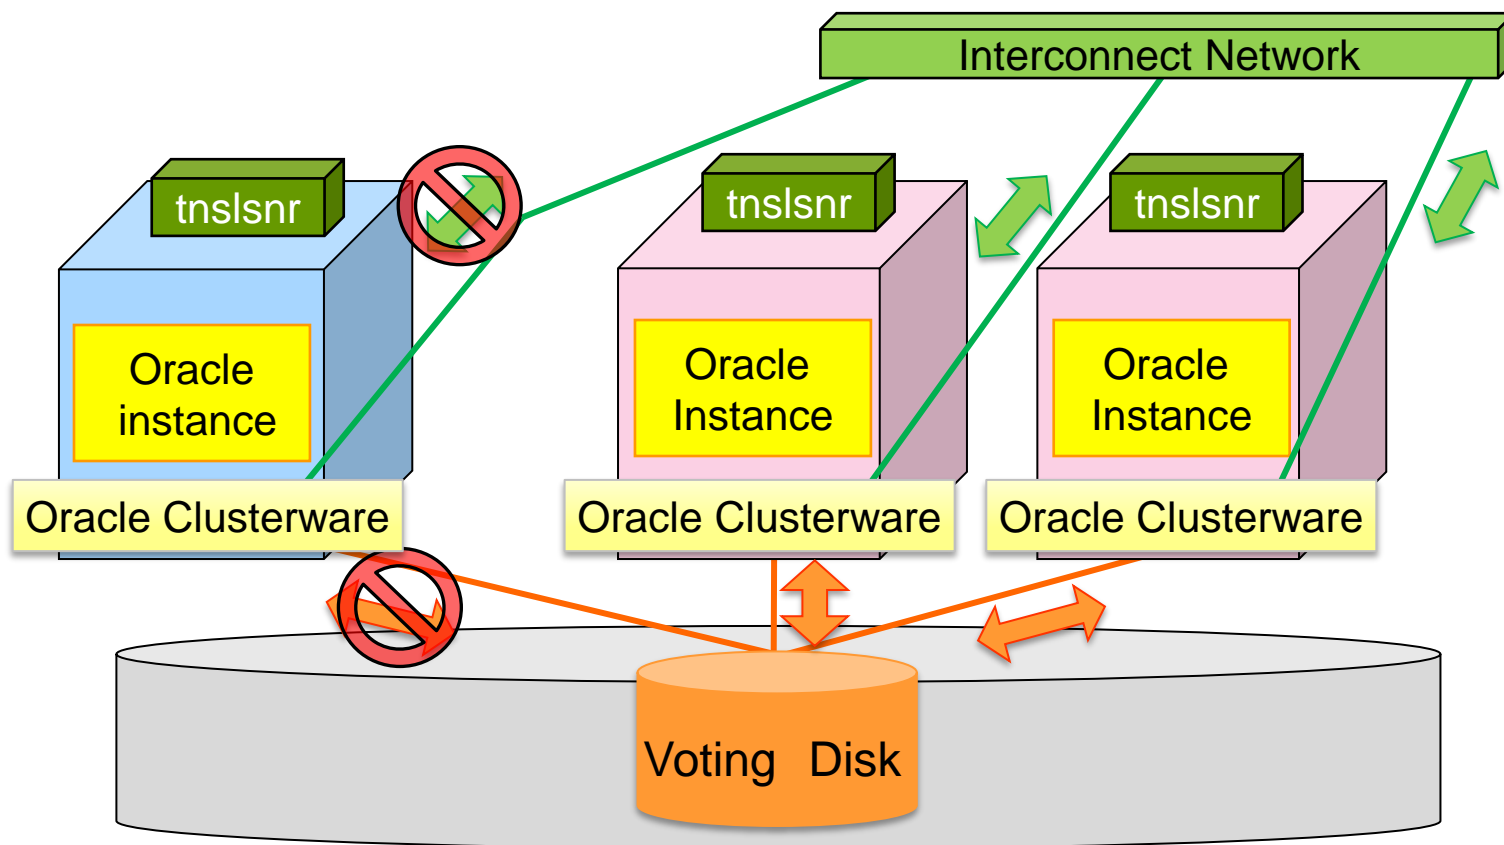 Interconnect Network
tnslsnr
tnslsnr
tnslsnr
Oracle
instance
Oracle
Instance
Oracle
Instance
Oracle Clusterware
Oracle Clusterware
Oracle Clusterware
Voting Disk